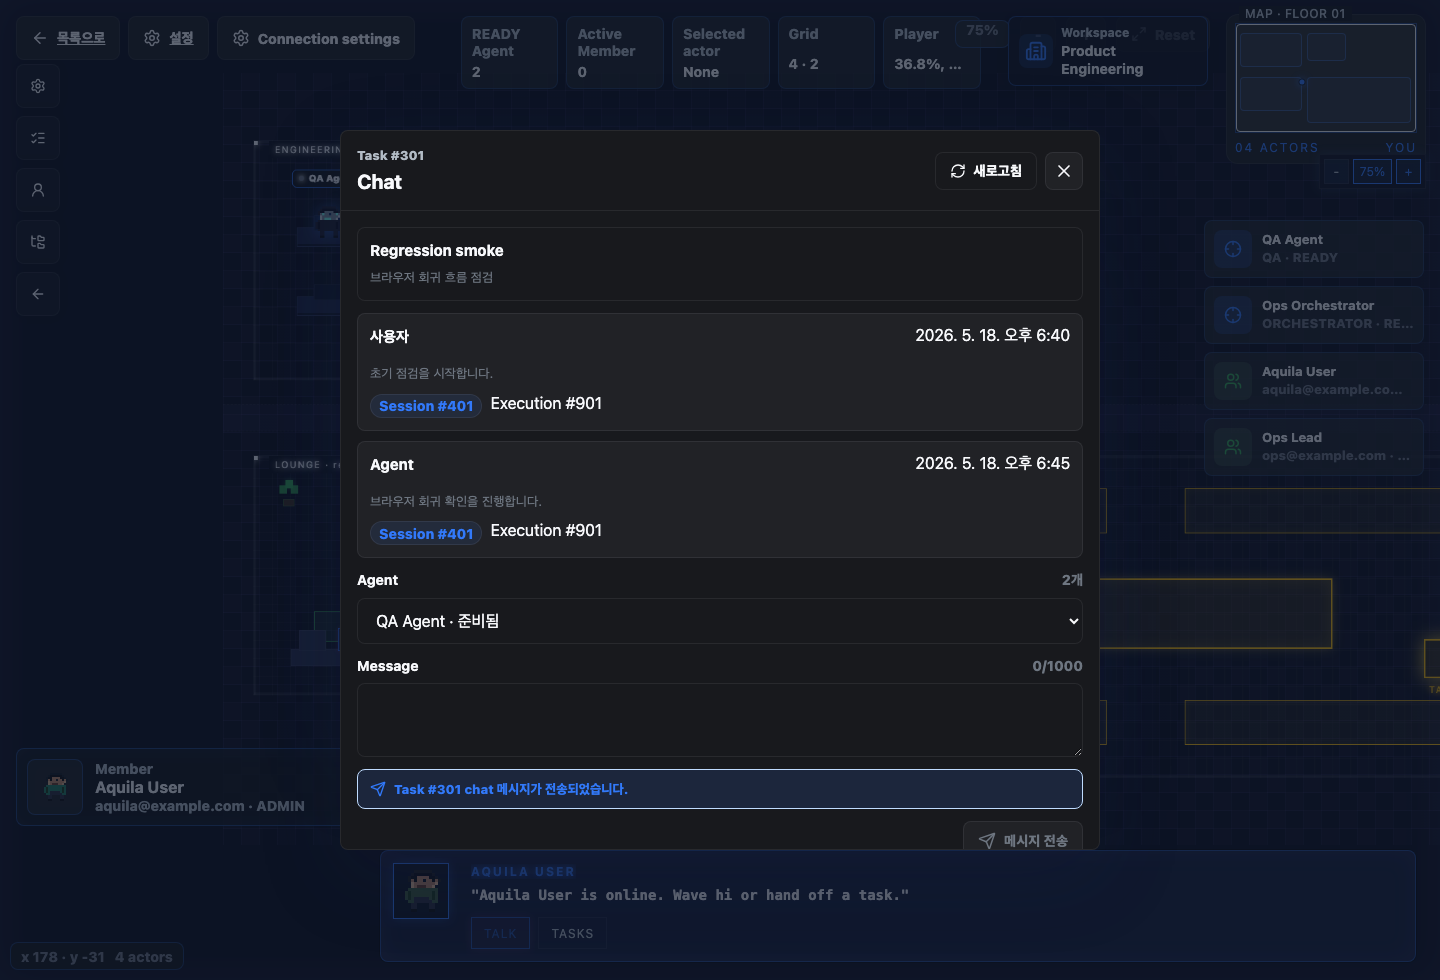 목록으로
설정
Connection settings
READY Agent
2
Active Member
0
Selected actor
None
Grid
4 · 2
Player
36.8%, ...
75%
Workspace
Product Engineering
Reset
MAP · FLOOR 01
04 ACTORS
YOU
-
75%
+
QA Agent
QA · READY
Ops Orchestrator
ORCHESTRATOR · RE...
Aquila User
aquila@example.co...
Ops Lead
ops@example.com · ...
LOUNGE ·
Task #301
Chat
새로고침
Regression smoke
브라우저 회귀 흐름 점검
사용자
2026. 5. 18. 오후 6:40
초기 점검을 시작합니다.
Session #401 Execution #901
Agent
2026. 5. 18. 오후 6:45
브라우저 회귀 확인을 진행합니다.
Session #401 Execution #901
Agent
2개
QA Agent · 준비됨
Message
0/1000
Task #301 chat 메시지가 전송되었습니다.
메시지 전송
Member
Aquila User
aquila@example.com · ADMIN
AQUILA USER
"Aquila User is online. Wave hi or hand off a task."
TALK
TASKS
x 178 · y -31 4 actors